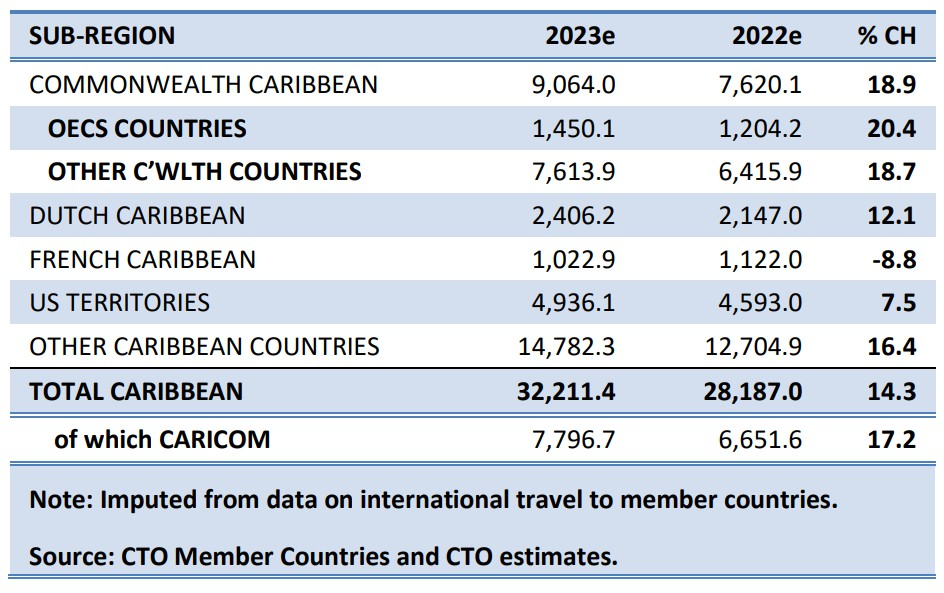 SUB-REGION 2023e 2022e % CH
COMMONWEALTH CARIBBEAN 9,064.0 7,620.1 18.9
OECS COUNTRIES 1,450.1 1,204.2 20.4
OTHER C’WLTH COUNTRIES 7,613.9 6,415.9 18.7
DUTCH CARIBBEAN 2,406.2 2,147.0 12.1
FRENCH CARIBBEAN 1,022.9 1,122.0 -8.8
US TERRITORIES 4,936.1 4,593.0 7.5
OTHER CARIBBEAN COUNTRIES 14,782.3 12,704.9 16.4
TOTAL CARIBBEAN 32,211.4 28,187.0 14.3
of which CARICOM 7,796.7 6,651.6 17.2
Note: Imputed from data on international travel to member countries.
Source: CTO Member Countries and CTO estimates.